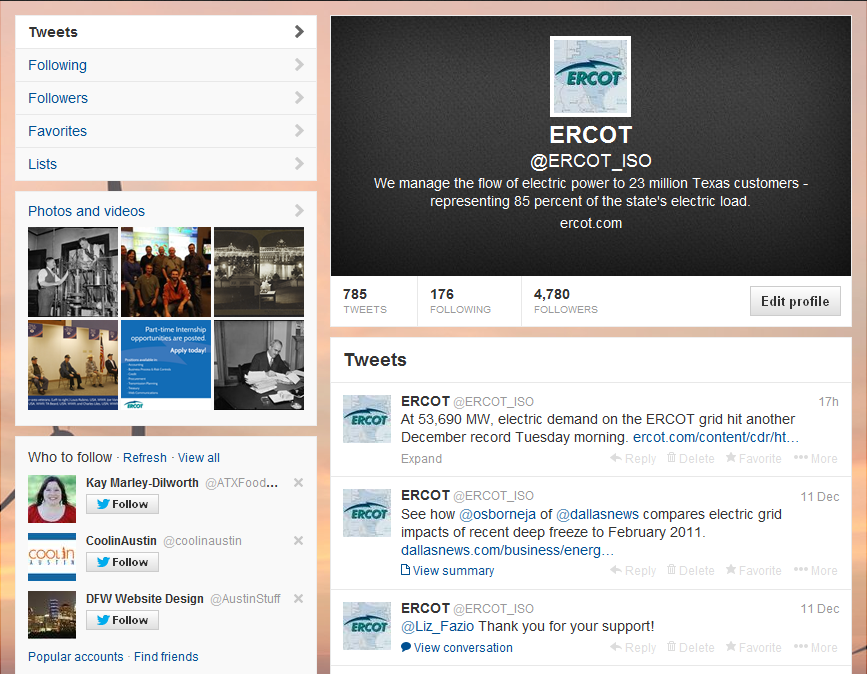 Tweets
Following
Followers
Favorites
Lists
Photos and videos
Part-time Internship
opportunities are posted.
Apply today!
ERCOT
Who to follow · Refresh · View all
Kay Marley-Dilworth @ATXFood...
Follow
COOLIN
AUSTIN
CoolinAustin @coolinaustin
Follow
DFW Website Design @AustinStuff
Follow
Popular accounts · Find friends
ERCOT
ERCOT
@ERCOT_ISO
We manage the flow of electric power to 23 million Texas customers -
representing 85 percent of the state's electric load.
ercot.com
785 176 4,780
TWEETS FOLLOWING FOLLOWERS
Edit profile
Tweets
ERCOT
ERCOT @ERCOT_ISO 17h
At 53,690 MW, electric demand on the ERCOT grid hit another
December record Tuesday morning. ercot.com/content/cdr/ht…
Expand Reply Delete Favorite More
ERCOT
ERCOT @ERCOT_ISO 11 Dec
See how @osborneja of @dallasnews compares electric grid
impacts of recent deep freeze to February 2011.
dallasnews.com/business/energ…
View summary Reply Delete Favorite More
ERCOT
ERCOT @ERCOT_ISO 11 Dec
@Liz_Fazio Thank you for your support!
View conversation Reply Delete Favorite More